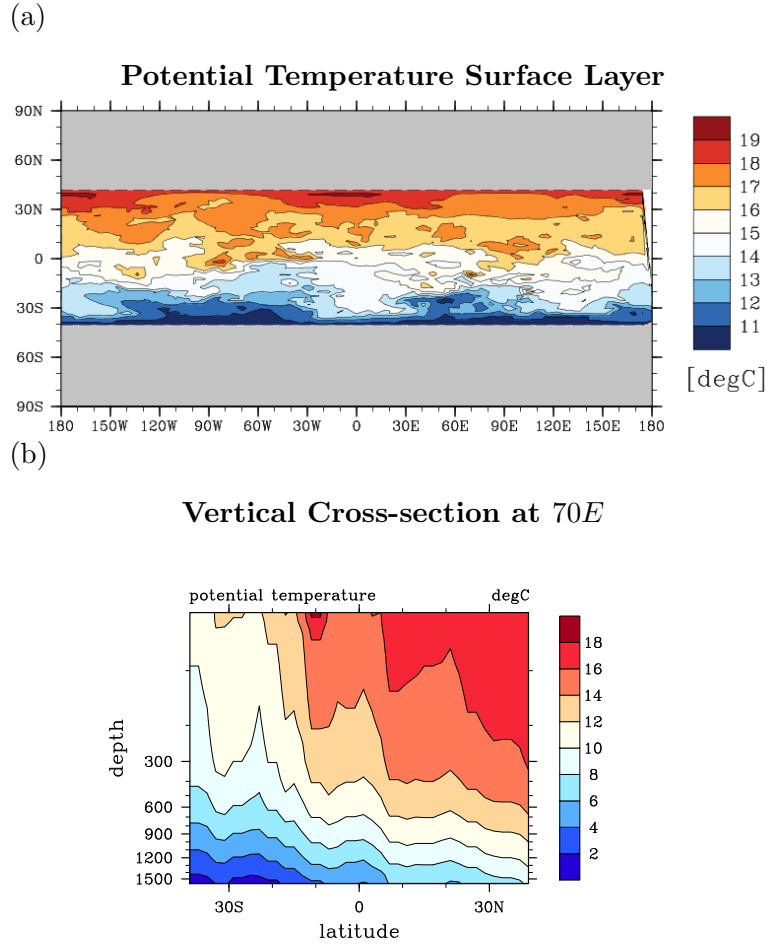 (a)
Potential Temperature Surface Layer
90N
60N
30N
0
30S
60S
90S
180 150W 120W 90W 60W 30W 0 30E 60E 90E 120E 150E 180
19
18
17
16
15
14
13
12
11
[degC]
(b)
Vertical Cross-section at 70E
potential temperature degC
depth
300
600
900
1200
1500
30S 0 30N
latitude
18
16
14
12
10
8
6
4
2